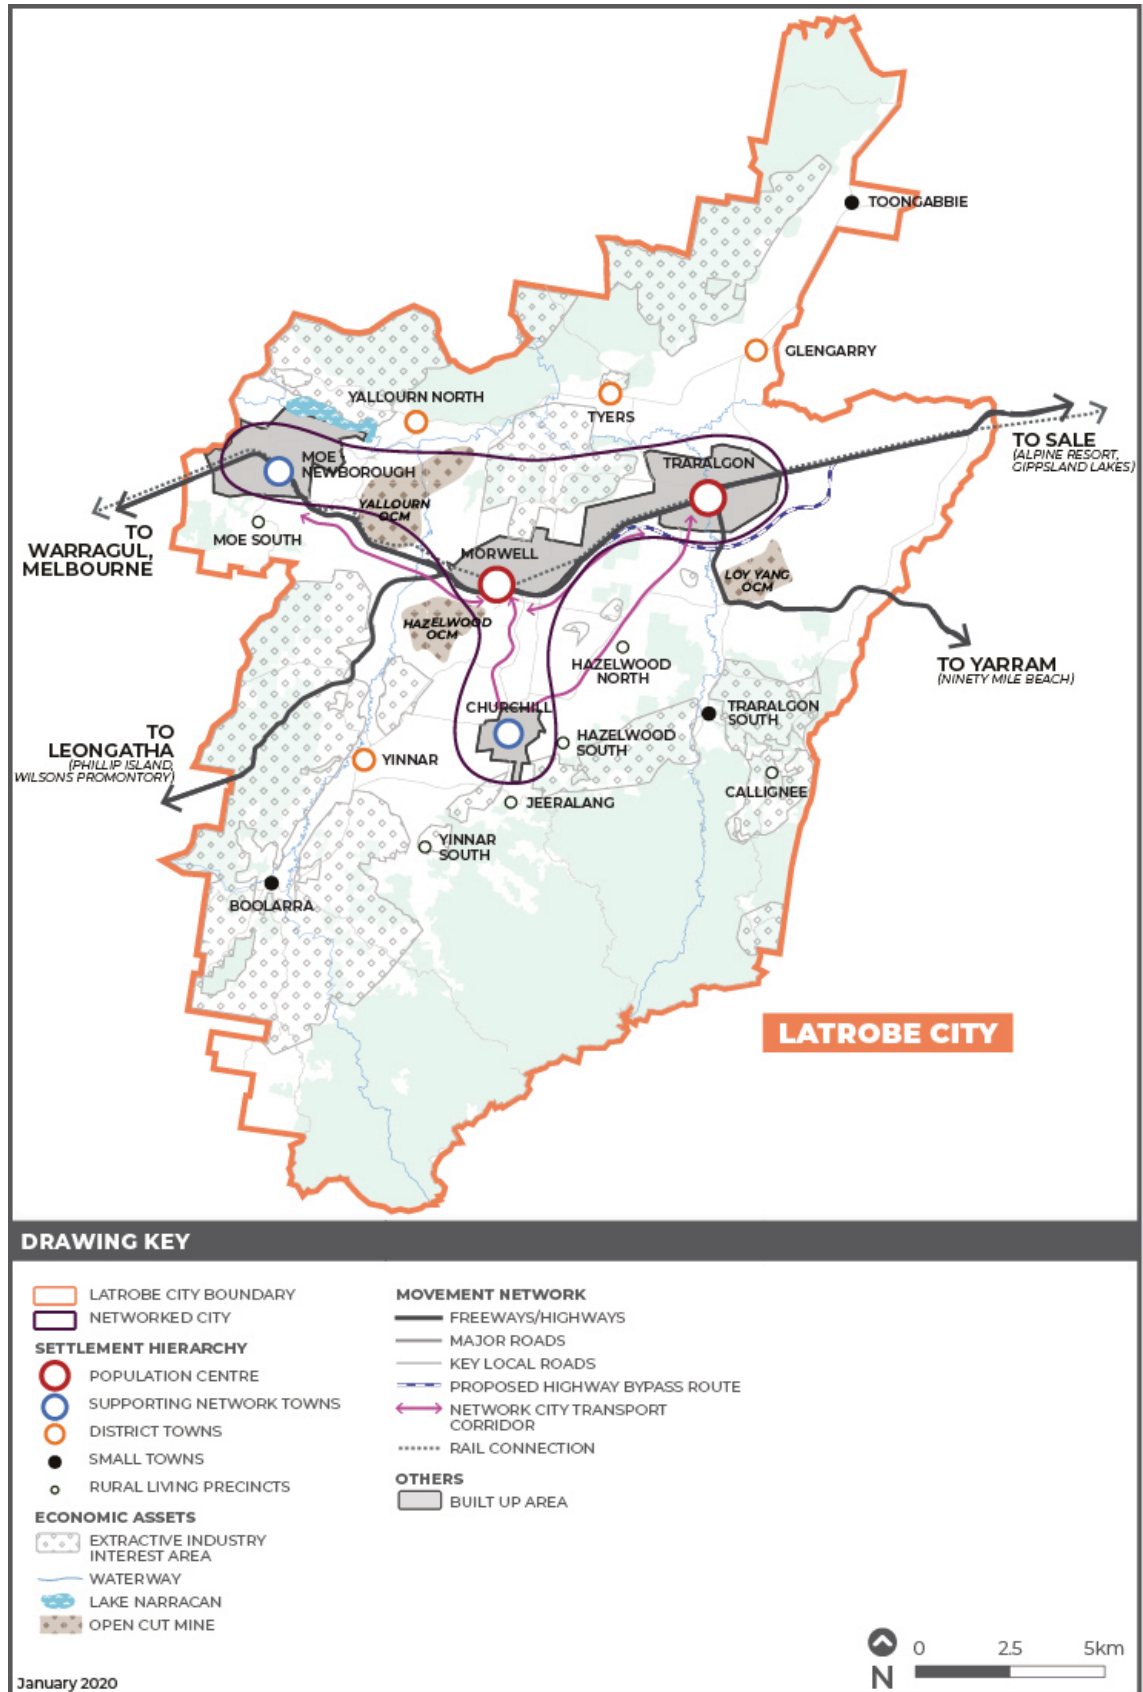 TOONGABBIE
GLENGARRY
YALLOURN NORTH
TYERS
TO SALE
(ALPINE RESORT,
GIPPSLAND LAKES)
MOE
NEWBOROUGH
TRARALGON
YALLOURN
OCM
TO
WARRAGUL,
MELBOURNE
MOE SOUTH
MORWELL
LOY YANG
OCM
HAZELWOOD
OCM
HAZELWOOD
NORTH
TO YARRAM
(NINETY MILE BEACH)
CHURCHILL
TRARALGON
SOUTH
TO
LEONGATHA
(PHILLIP ISLAND,
WILSONS PROMONTORY)
HAZELWOOD
SOUTH
YINNAR
CALLIGNEE
JEERALANG
YINNAR
SOUTH
BOOLARRA
LATROBE CITY
DRAWING KEY
LATROBE CITY BOUNDARY
NETWORKED CITY
SETTLEMENT HIERARCHY
POPULATION CENTRE
SUPPORTING NETWORK TOWNS
DISTRICT TOWNS
SMALL TOWNS
RURAL LIVING PRECINCTS
ECONOMIC ASSETS
EXTRACTIVE INDUSTRY
INTEREST AREA
WATERWAY
LAKE NARRACAN
OPEN CUT MINE
MOVEMENT NETWORK
FREEWAYS/HIGHWAYS
MAJOR ROADS
KEY LOCAL ROADS
PROPOSED HIGHWAY BYPASS ROUTE
NETWORK CITY TRANSPORT
CORRIDOR
RAIL CONNECTION
OTHERS
BUILT UP AREA
0 2.5 5km
N
January 2020